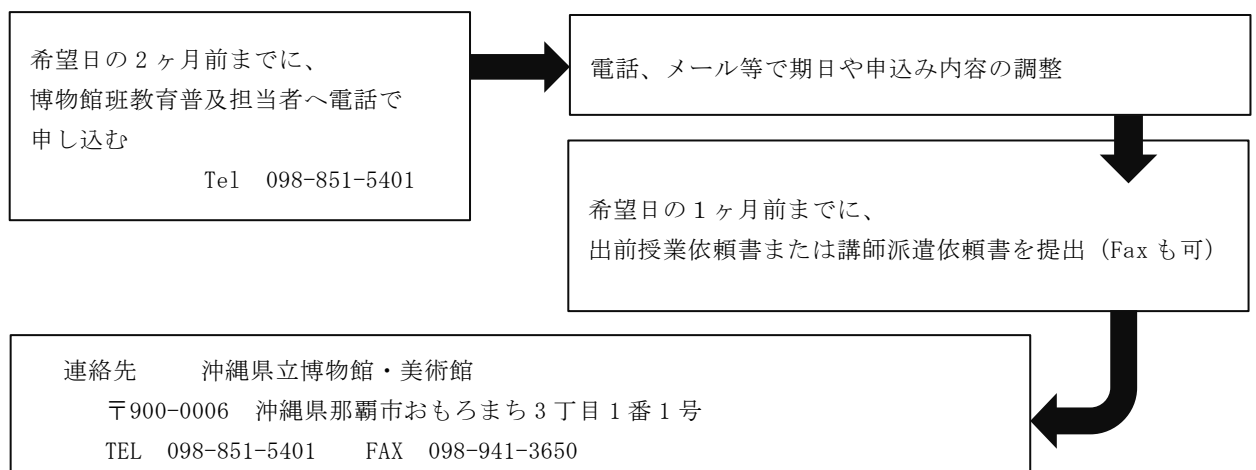 希望日の2ヶ月前までに、
博物館班教育普及担当者へ電話で
申し込む
Tel 098-851-5401
電話、メール等で期日や申込み内容の調整
希望日の1ヶ月前までに、
出前授業依頼書または講師派遣依頼書を提出（Faxも可）
連絡先 沖縄県立博物館・美術館
〒900-0006 沖縄県那覇市おもろまち3丁目1番1号
TEL 098-851-5401 FAX 098-941-3650